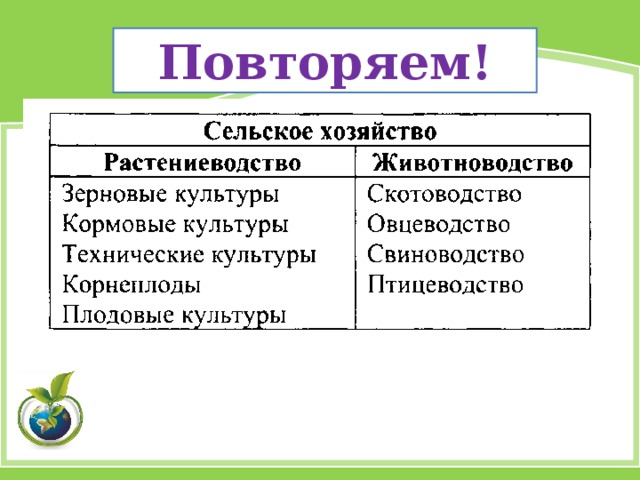 Повторяем!
Сельское хозяйство
Растениеводство Животноводство
Зерновые культуры Скотоводство
Кормовые культуры Овцеводство
Технические культуры Свиноводство
Корнеплоды Птицеводство
Плодовые культуры